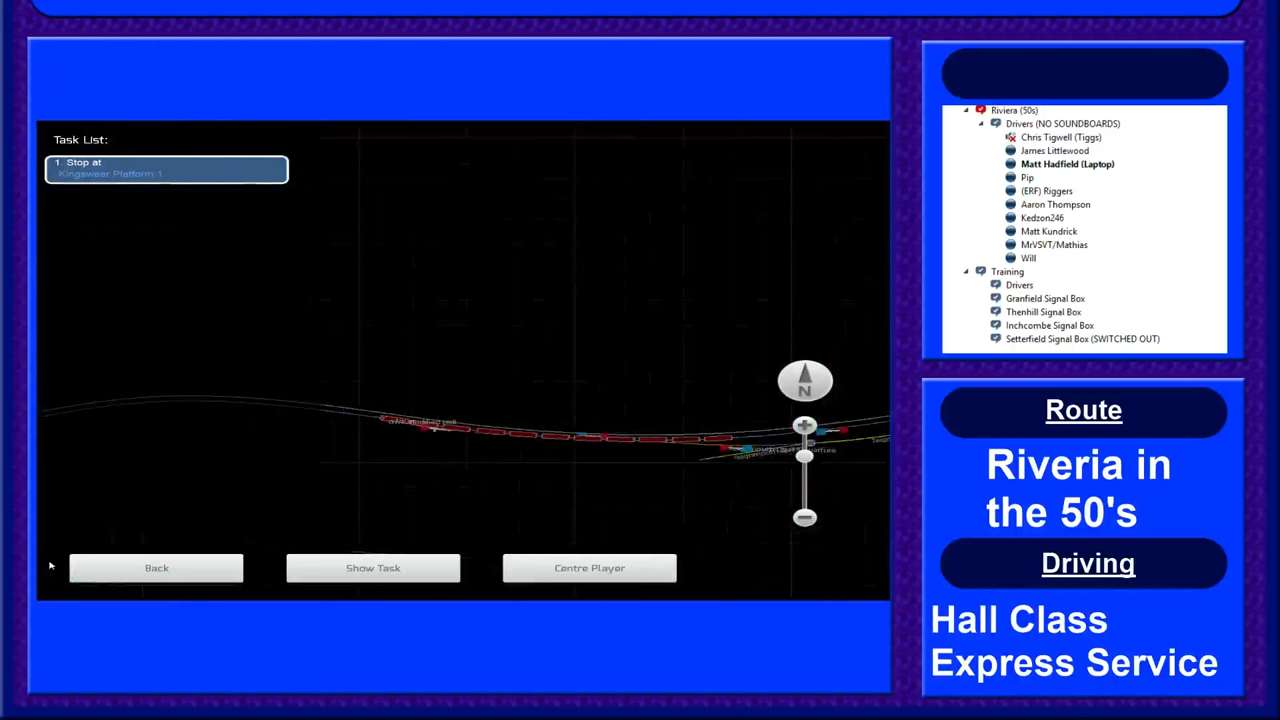 Task List:
1. Stop at
Kingswear Platform 1
N
Back
Show Task
Centre Player
Riviera (50s)
Drivers (NO SOUNDBOARDS)
Chris Tigwell (Tiggs)
James Littlewood
Matt Hadfield (Laptop)
Pip
(ERF) Riggers
Aaron Thompson
Kedzon246
Matt Kundrick
MrVSVT/Mathias
Will
Training
Drivers
Granfield Signal Box
Thenhill Signal Box
Inchcombe Signal Box
Setterfield Signal Box (SWITCHED OUT)
Route
Riveria in
the 50's
Driving
Hall Class
Express Service